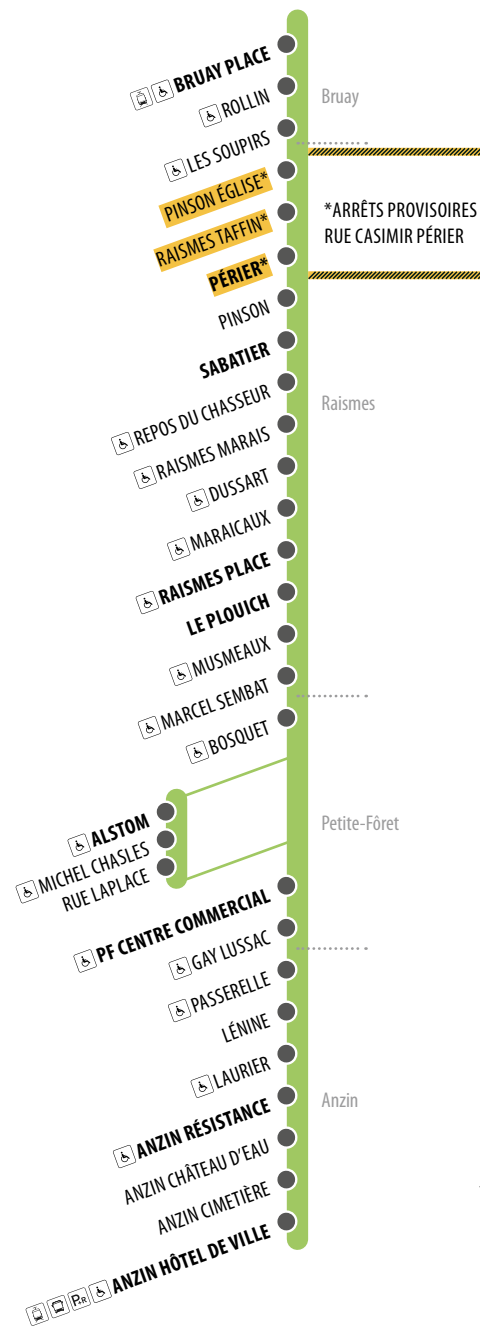 BRUAY PLACE
ROLLIN
Bruay
LES SOUPIRS
PINSON ÉGLISE*
RAISMES TAFFIN*
*ARRÊTS PROVISOIRES
RUE CASIMIR PÉRIER
PÉRIER*
PINSON
SABATIER
REPOS DU CHASSEUR
Raismes
RAISMES MARAIS
DUSSART
MARAICAUX
RAISMES PLACE
LE PLOUICH
MUSMEAUX
MARCEL SEMBAT
BOSQUET
ALSTOM
MICHEL CHASLES
RUE LAPLACE
Petite-Fôret
PF CENTRE COMMERCIAL
GAY LUSSAC
PASSERELLE
LÉNINE
LAURIER
ANZIN RÉSISTANCE
Anzin
ANZIN CHÂTEAU D'EAU
ANZIN CIMETIÈRE
P+R ANZIN HÔTEL DE VILLE